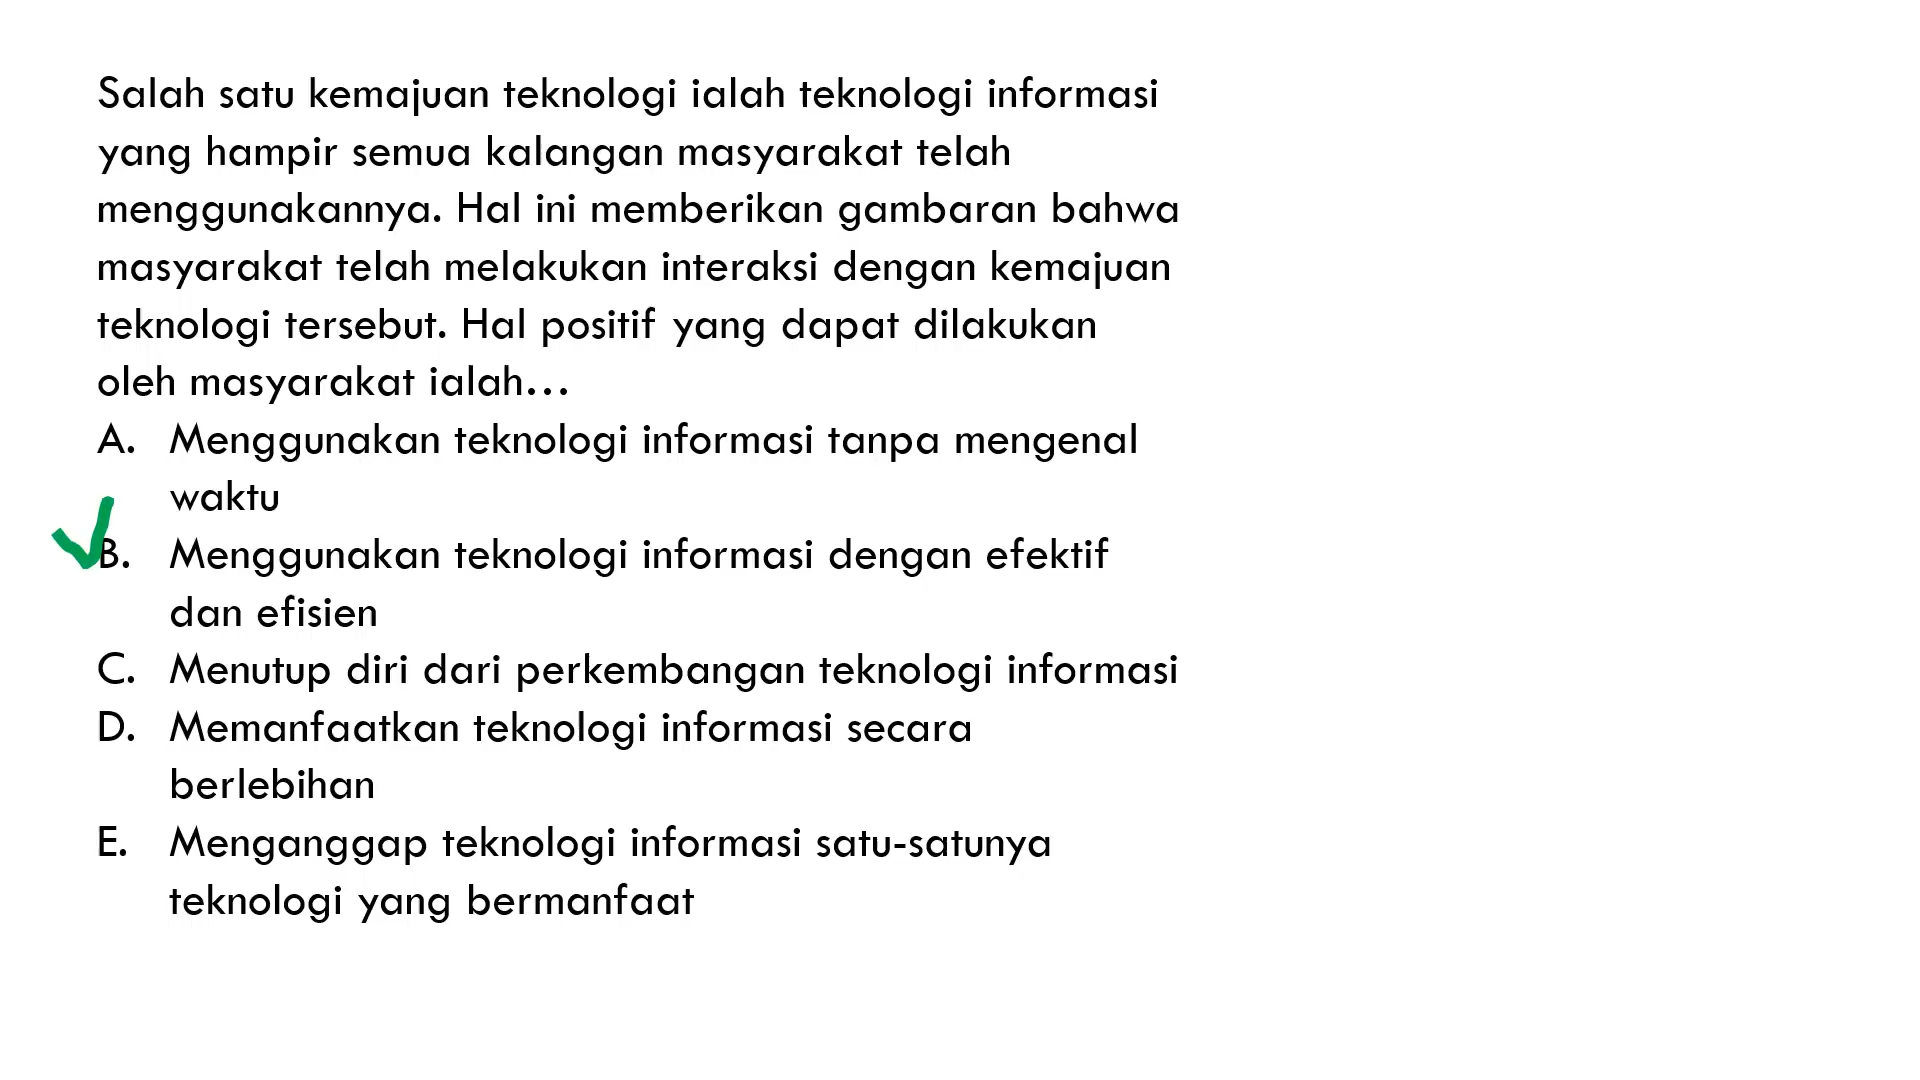 Salah satu kemajuan teknologi ialah teknologi informasi
yang hampir semua kalangan masyarakat telah
menggunakannya. Hal ini memberikan gambaran bahwa
masyarakat telah melakukan interaksi dengan kemajuan
teknologi tersebut. Hal positif yang dapat dilakukan
oleh masyarakat ialah…
A. Menggunakan teknologi informasi tanpa mengenal
waktu
B. Menggunakan teknologi informasi dengan efektif
dan efisien
C. Menutup diri dari perkembangan teknologi informasi
D. Memanfaatkan teknologi informasi secara
berlebihan
E. Menganggap teknologi informasi satu-satunya
teknologi yang bermanfaat